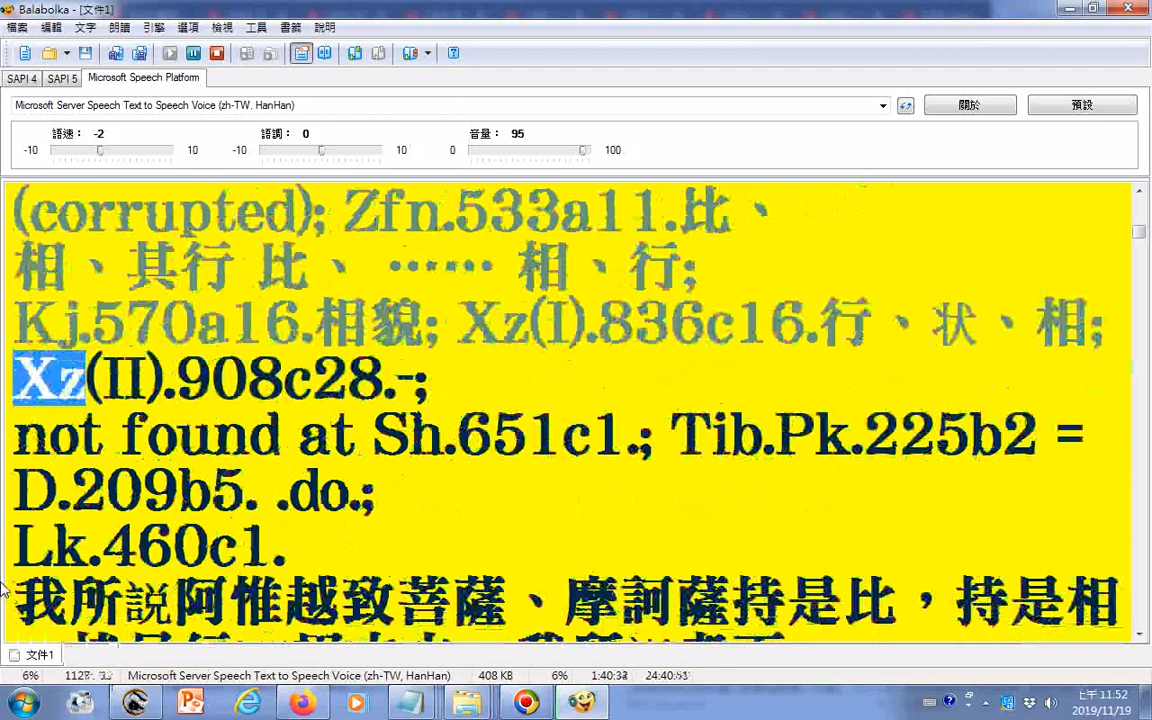 Balabolka - [文件1]
檔案 編輯 文字 朗讀 引擎 選項 檢視 工具 書籤 說明
SAPI 4 SAPI 5 Microsoft Speech Platform
Microsoft Server Speech Text to Speech Voice (zh-TW, HanHan) 關於 預設
語速： -2 語調： 0 音量： 95
-10 10 -10 10 0 100
(corrupted); Zfn.533a11.比、
相、其行 比、 …… 相、行;
Kj.570a16.相貌; Xz(I).836c16.行、状、相;
Xz(II).908c28.-;
not found at Sh.651c1.; Tib.Pk.225b2 =
D.209b5. .do.;
Lk.460c1.
我所説阿惟越致菩薩、摩訶薩持是比，持是相
文件1
6% Microsoft Server Speech Text to Speech Voice (zh-TW, HanHan) 408 KB 6%
上午 11:52
2019/11/19